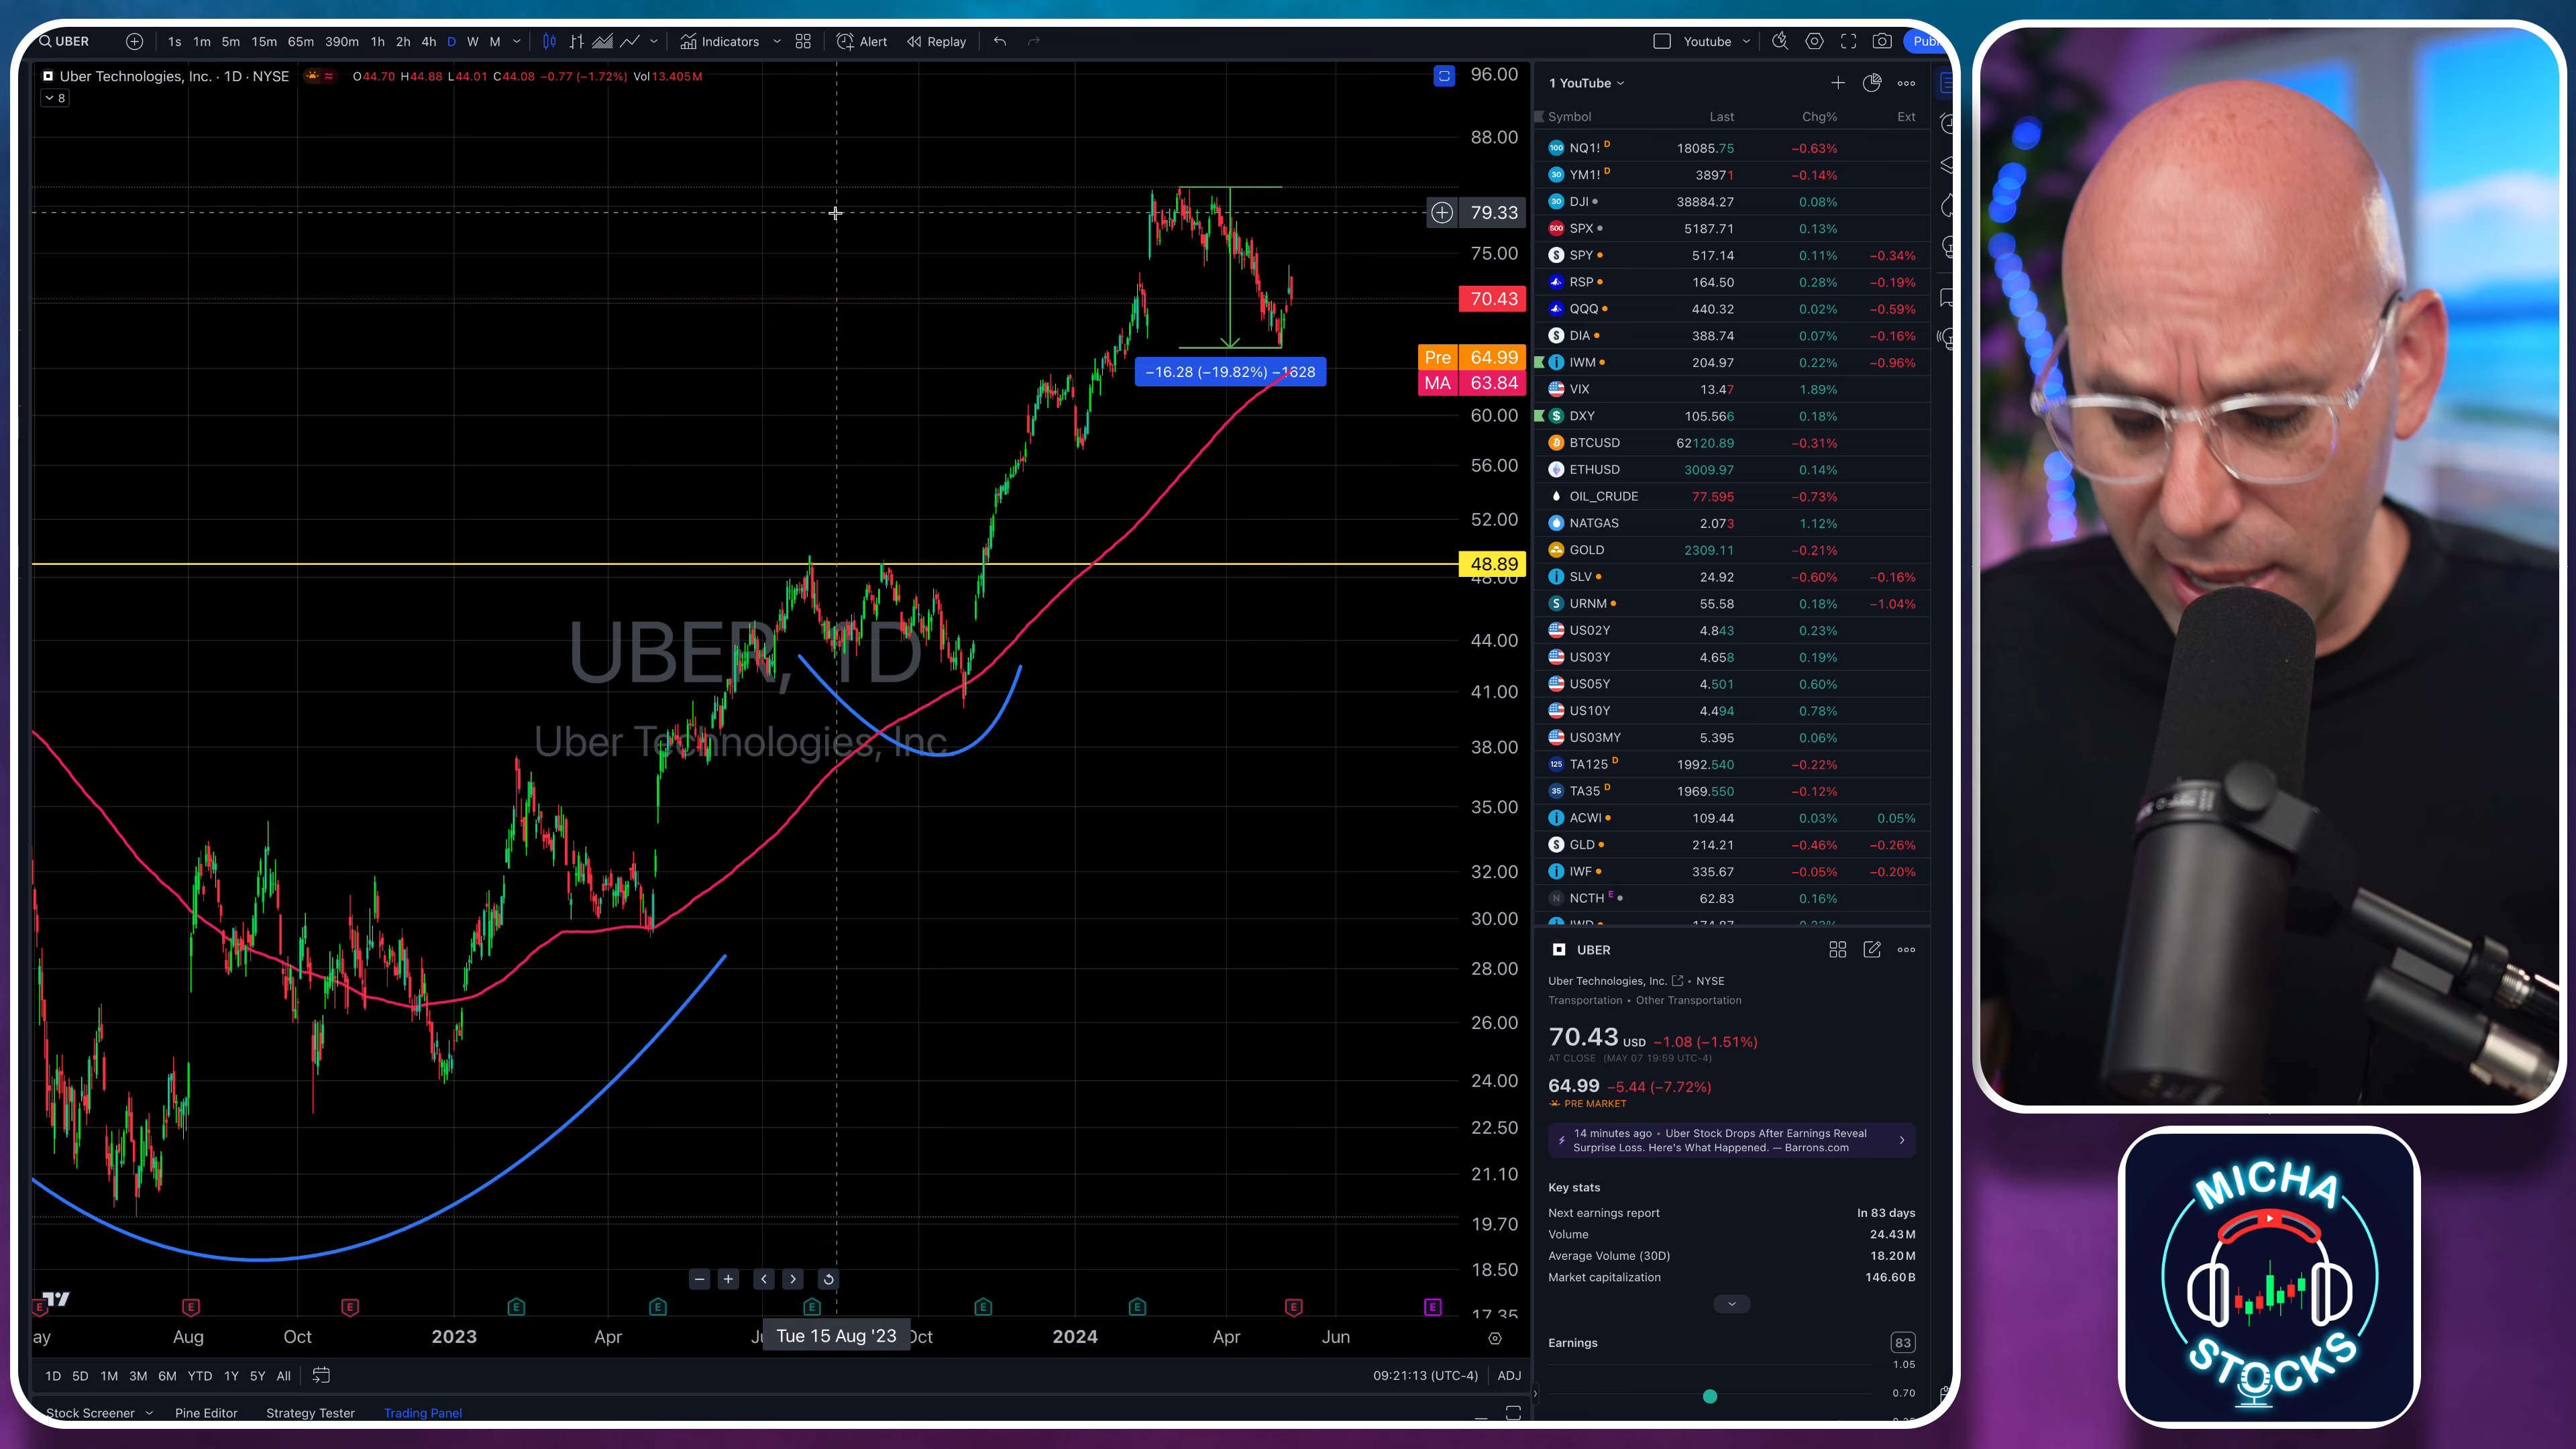 UBER
1s 1m 5m 15m 65m 390m 1h 2h 4h D W M
Indicators
Alert
Replay
Youtube
Uber Technologies, Inc. · 1D · NYSE
O44.70 H44.88 L44.01 C44.08 −0.77 (−1.72%) Vol13.405M
8
96.00
88.00
79.33
75.00
70.43
Pre 64.99
MA 63.84
60.00
56.00
52.00
48.89
48.00
44.00
41.00
38.00
35.00
32.00
30.00
28.00
26.00
24.00
22.50
21.10
19.70
18.50
17.35
−16.28 (−19.82%) −1628
UBER, 1D
Uber Technologies, Inc
E E E E E E E E E E
Aug Oct 2023 Apr Tue 15 Aug '23 Oct 2024 Apr Jun
1D 5D 1M 3M 6M YTD 1Y 5Y All
09:21:13 (UTC-4) ADJ
Stock Screener Pine Editor Strategy Tester Trading Panel
1 YouTube
Symbol Last Chg% Ext
NQ1! D 18085.75 −0.63%
YM1! D 38971 −0.14%
DJI 38884.27 0.08%
SPX 5187.71 0.13%
SPY 517.14 0.11% −0.34%
RSP 164.50 0.28% −0.19%
QQQ 440.32 0.02% −0.59%
DIA 388.74 0.07% −0.16%
IWM 204.97 0.22% −0.96%
VIX 13.47 1.89%
DXY 105.566 0.18%
BTCUSD 62120.89 −0.31%
ETHUSD 3009.97 0.14%
OIL_CRUDE 77.595 −0.73%
NATGAS 2.073 1.12%
GOLD 2309.11 −0.21%
SLV 24.92 −0.60% −0.16%
URNM 55.58 0.18% −1.04%
US02Y 4.843 0.23%
US03Y 4.658 0.19%
US05Y 4.501 0.60%
US10Y 4.494 0.78%
US03MY 5.395 0.06%
TA125 D 1992.540 −0.22%
TA35 D 1969.550 −0.12%
ACWI 109.44 0.03% 0.05%
GLD 214.21 −0.46% −0.26%
IWF 335.67 −0.05% −0.20%
NCTH E 62.83 0.16%
UBER
Uber Technologies, Inc. • NYSE
Transportation • Other Transportation
70.43 USD −1.08 (−1.51%)
AT CLOSE (MAY 07 19:59 UTC-4)
64.99 −5.44 (−7.72%)
PRE MARKET
14 minutes ago • Uber Stock Drops After Earnings Reveal
Surprise Loss. Here's What Happened. — Barrons.com
Key stats
Next earnings report In 83 days
Volume 24.43M
Average Volume (30D) 18.20M
Market capitalization 146.60B
Earnings 83
1.05
0.70
MICHA
STOCKS